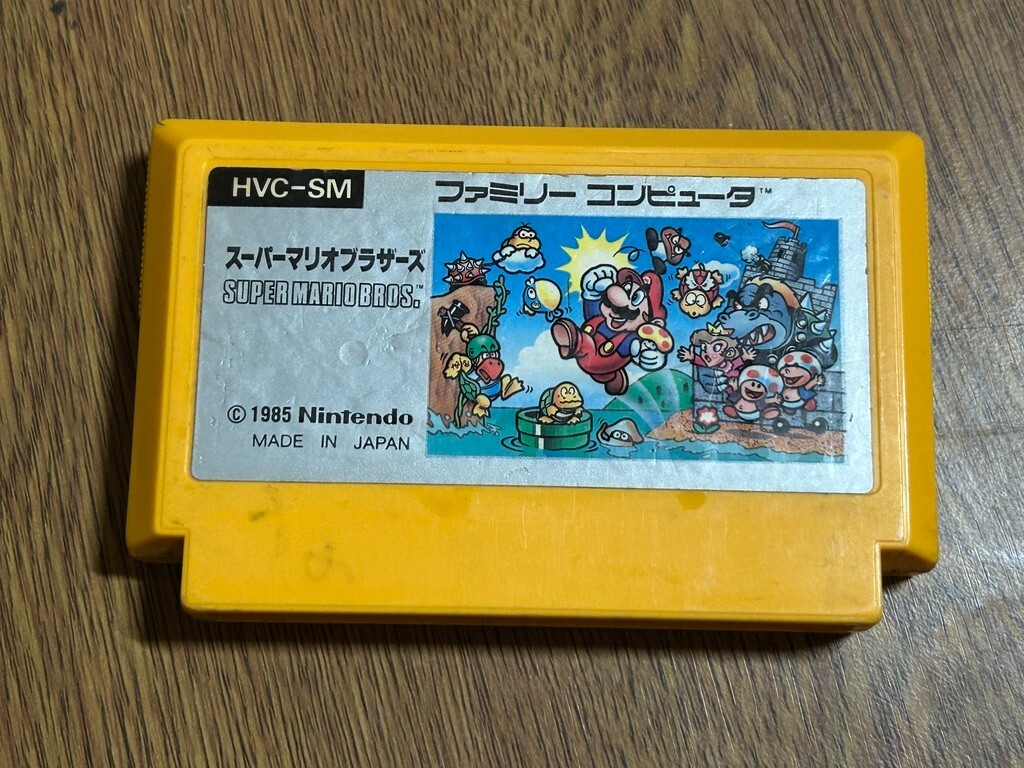 HVC-SM
ファミリー コンピュータ™
スーパーマリオブラザーズ
SUPER MARIO BROS.™
© 1985 Nintendo
MADE IN JAPAN